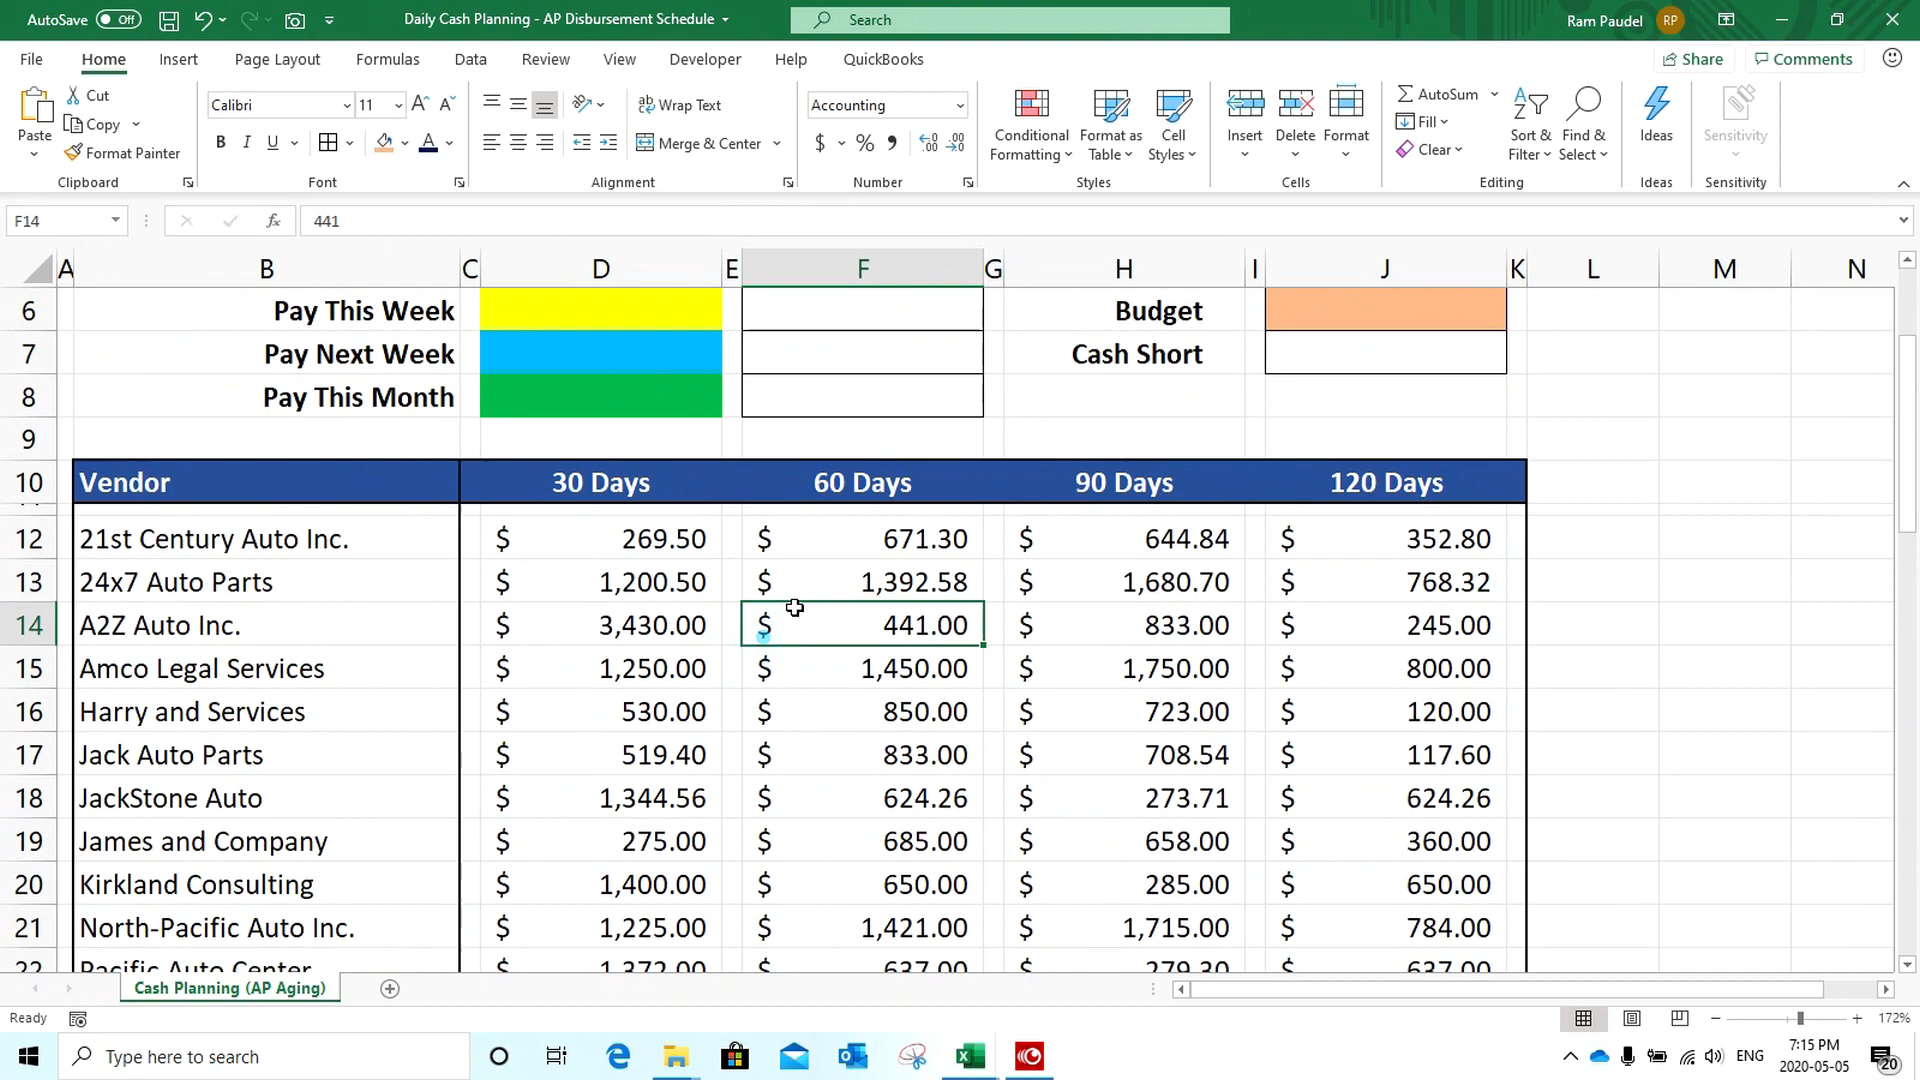 AutoSave Off Daily Cash Planning - AP Disbursement Schedule Search Ram Paudel RP
File Home Insert Page Layout Formulas Data Review View Developer Help QuickBooks Share Comments
Paste Cut Copy Format Painter Clipboard
Calibri 11 A A B I U A Font
ab Wrap Text Merge & Center Alignment
Accounting $ % , .00 .00 Number
Conditional Formatting Format as Table Cell Styles Styles
Insert Delete Format Cells
AutoSum Fill Clear Sort & Filter Find & Select Editing
Ideas Ideas
Sensitivity Sensitivity
F14 fx 441
A B C D E F G H I J K L M N
6 Pay This Week Budget
7 Pay Next Week Cash Short
8 Pay This Month
9
10 Vendor 30 Days 60 Days 90 Days 120 Days
12 21st Century Auto Inc. $ 269.50 $ 671.30 $ 644.84 $ 352.80
13 24x7 Auto Parts $ 1,200.50 $ 1,392.58 $ 1,680.70 $ 768.32
14 A2Z Auto Inc. $ 3,430.00 $ 441.00 $ 833.00 $ 245.00
15 Amco Legal Services $ 1,250.00 $ 1,450.00 $ 1,750.00 $ 800.00
16 Harry and Services $ 530.00 $ 850.00 $ 723.00 $ 120.00
17 Jack Auto Parts $ 519.40 $ 833.00 $ 708.54 $ 117.60
18 JackStone Auto $ 1,344.56 $ 624.26 $ 273.71 $ 624.26
19 James and Company $ 275.00 $ 685.00 $ 658.00 $ 360.00
20 Kirkland Consulting $ 1,400.00 $ 650.00 $ 285.00 $ 650.00
21 North-Pacific Auto Inc. $ 1,225.00 $ 1,421.00 $ 1,715.00 $ 784.00
22 Pacific Auto Center $ 1,372.00 $ 637.00 $ 279.30 $ 637.00
Cash Planning (AP Aging)
Ready 172%
Type here to search ENG 7:15 PM
2020-05-05 20